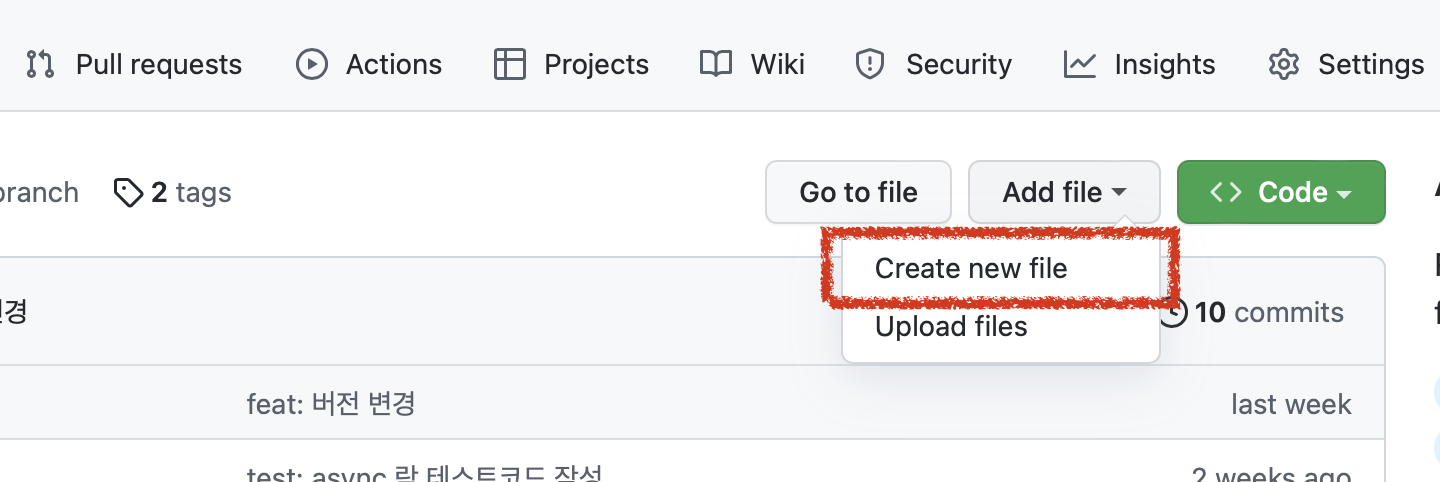 Pull requests Actions Projects Wiki Security Insights Settings
branch 2 tags Go to file Add file Code
Create new file
변경 10 commits
Upload files
feat: 버전 변경 last week
test: async 락 테스트코드 작성 2 weeks ago